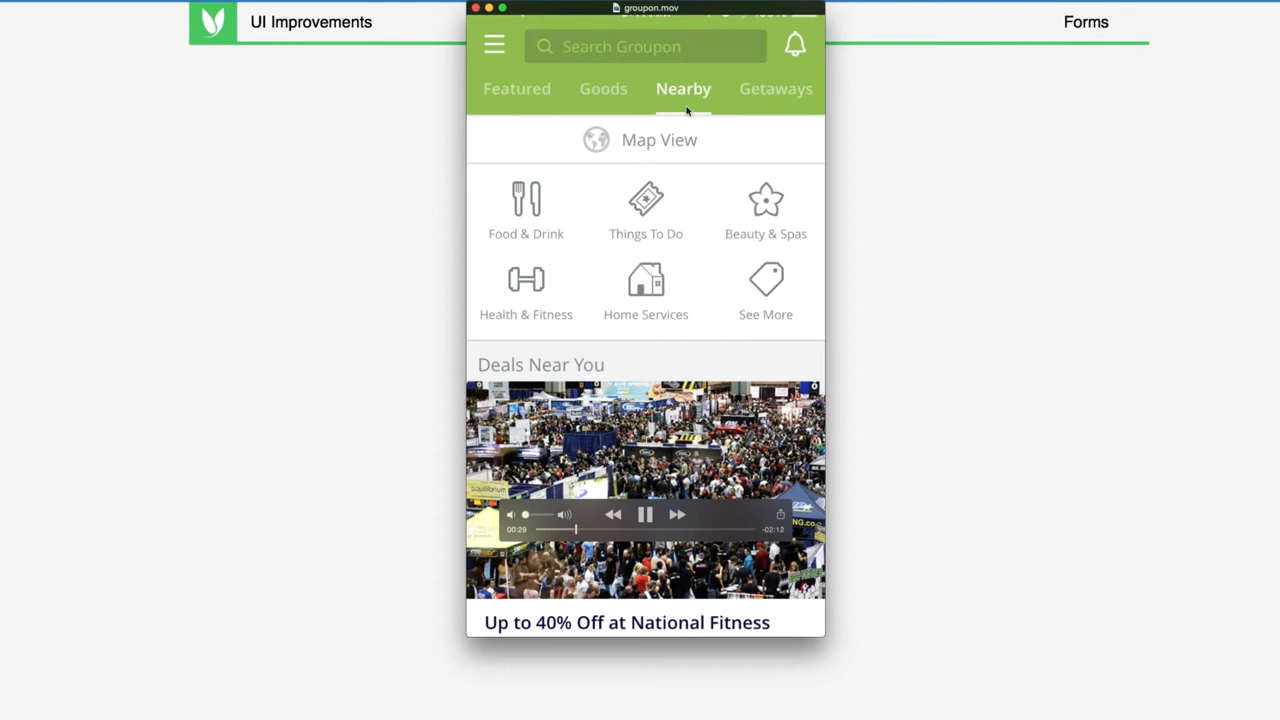 groupon.mov
UI Improvements
Forms
Search Groupon
Featured Goods Nearby Getaways
Map View
Food & Drink Things To Do Beauty & Spas
Health & Fitness Home Services See More
Deals Near You
00:29 -02:12
Up to 40% Off at National Fitness